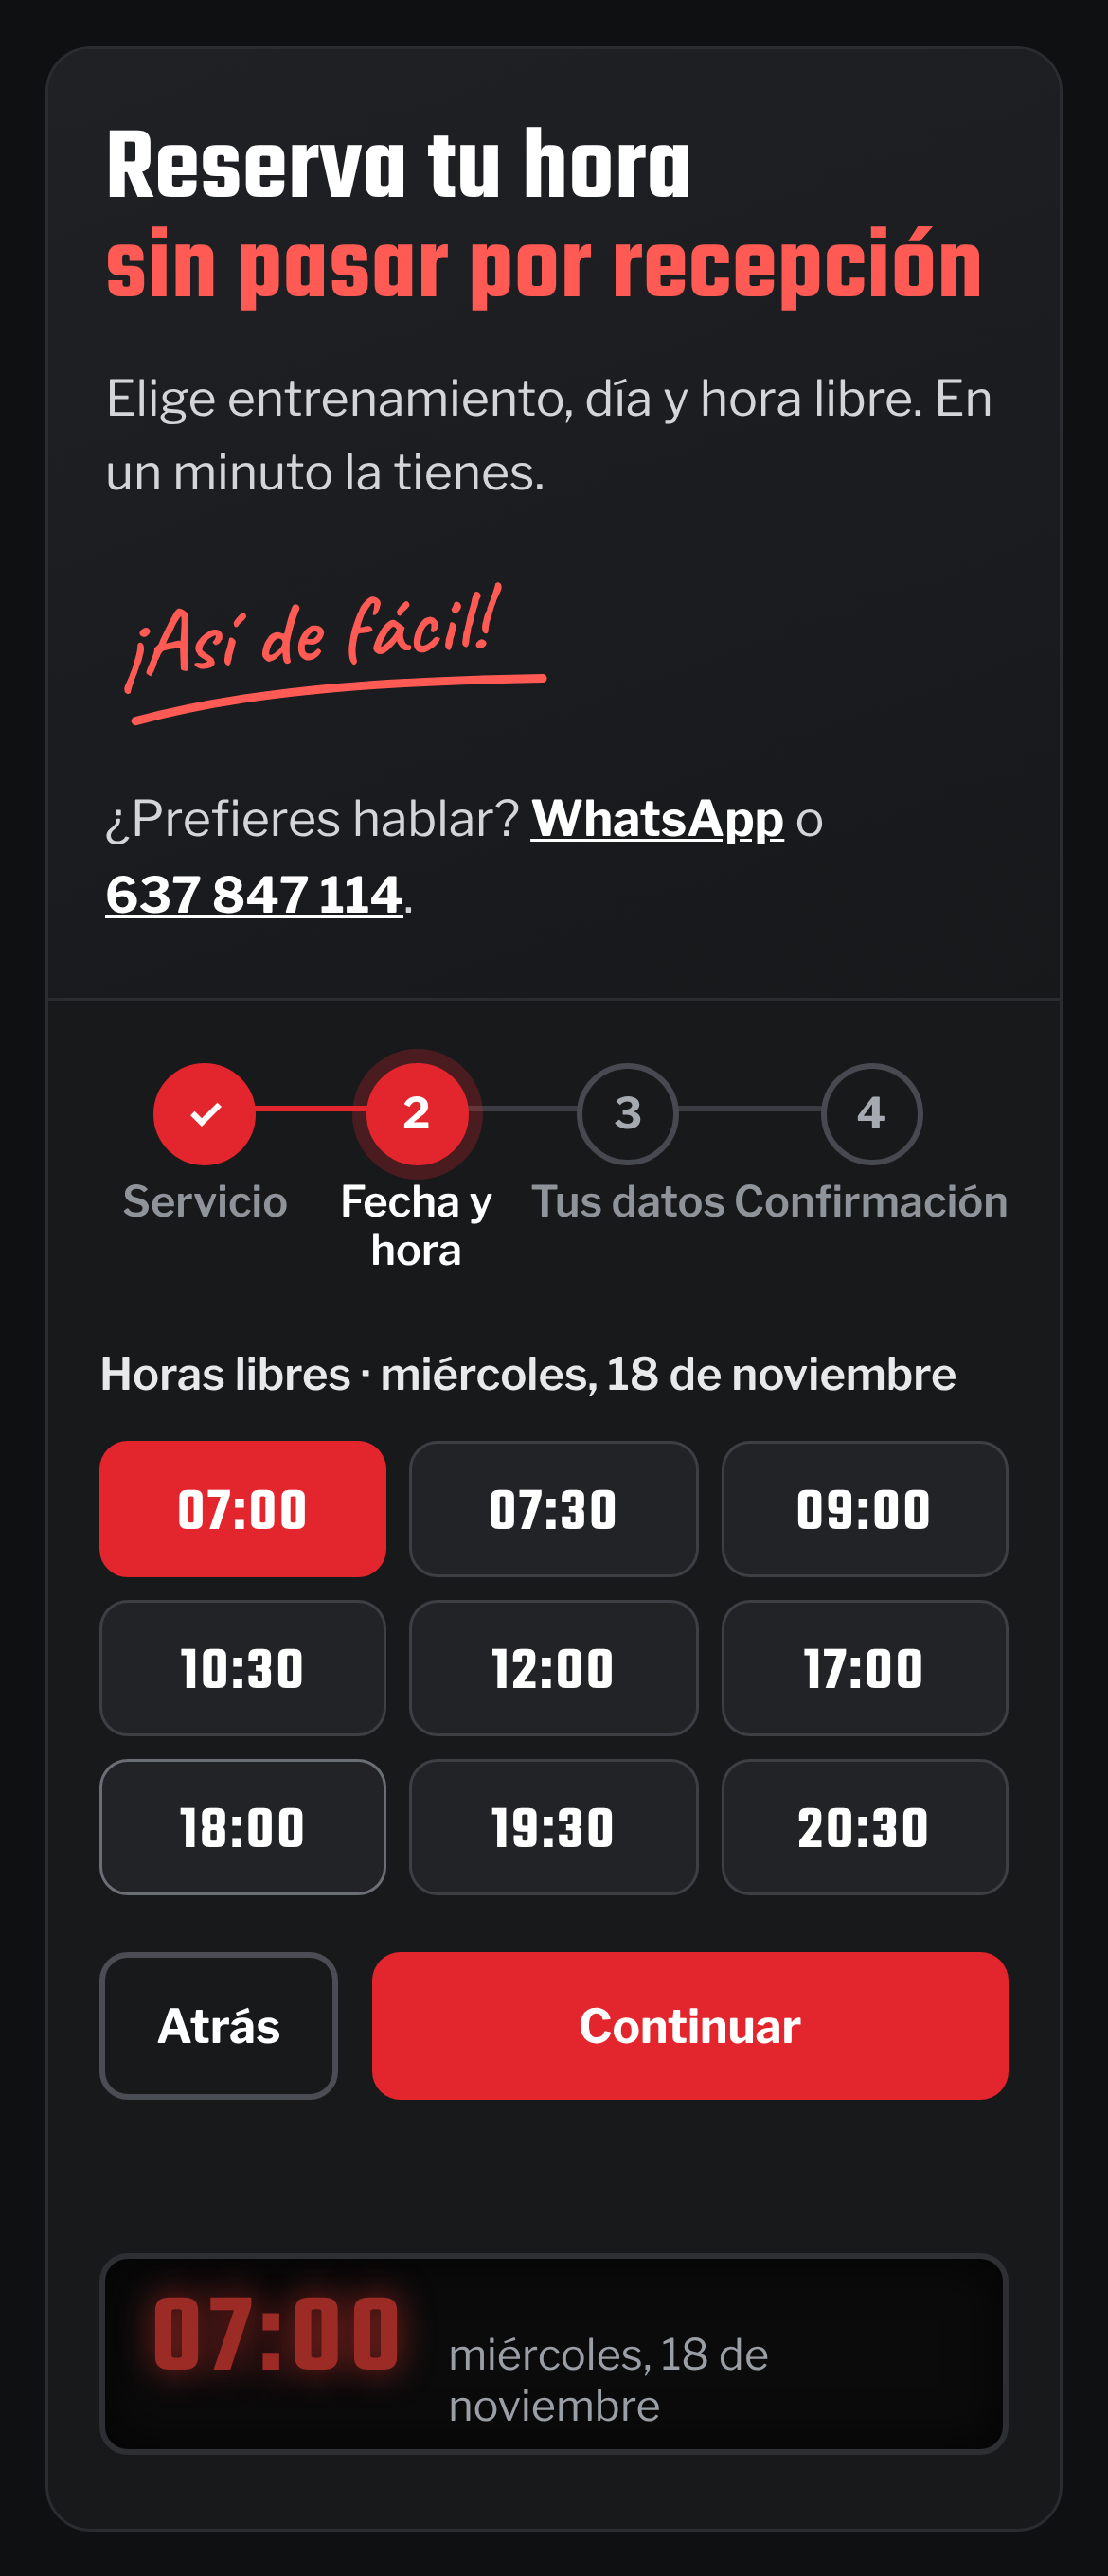 Reserva tu hora
sin pasar por recepción
Elige entrenamiento, día y hora libre. En
un minuto la tienes.
¡Así de fácil!
¿Prefieres hablar? WhatsApp o
637 847 114.
2
3
4
Servicio
Fecha y
hora
Tus datos
Confirmación
Horas libres · miércoles, 18 de noviembre
07:00
07:30
09:00
10:30
12:00
17:00
18:00
19:30
20:30
Atrás
Continuar
07:00
miércoles, 18 de
noviembre